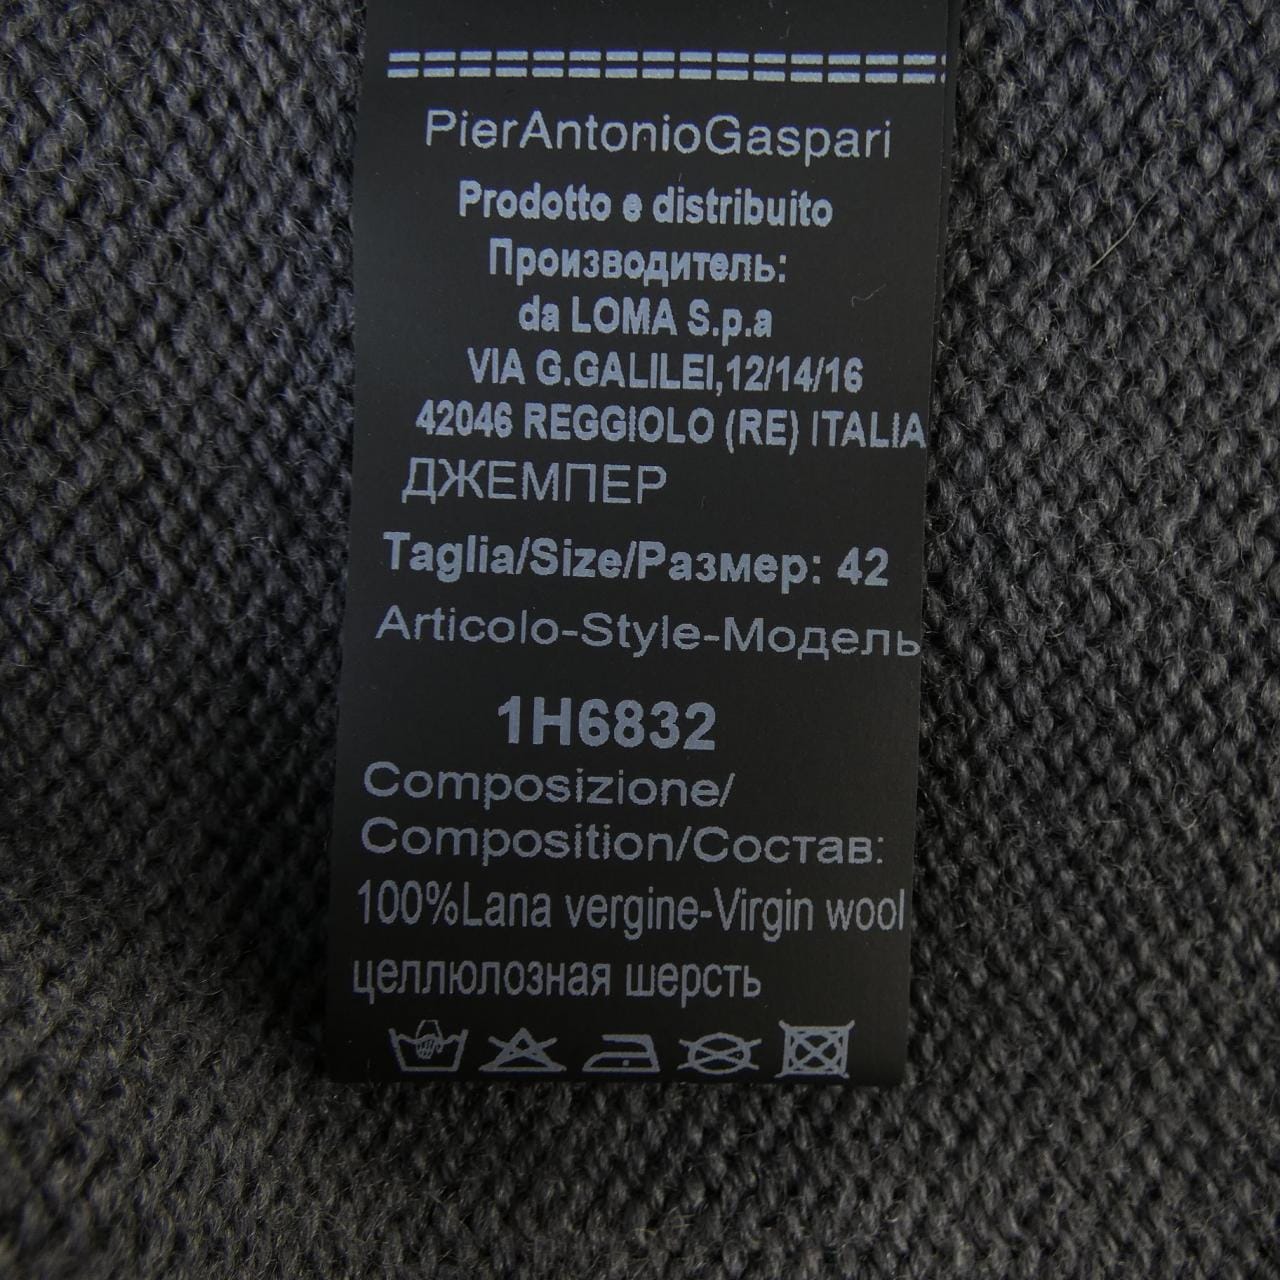 PierAntonioGaspari
Prodotto e distribuito
Производитель:
da LOMA S.p.a
VIA G.GALILEI,12/14/16
42046 REGGIOLO (RE) ITALIA
ДЖЕМПЕР
Taglia/Size/Размер: 42
Articolo-Style-Модель
1H6832
Composizione/
Composition/Состав:
100%Lana vergine-Virgin wool
целлюлозная шерсть